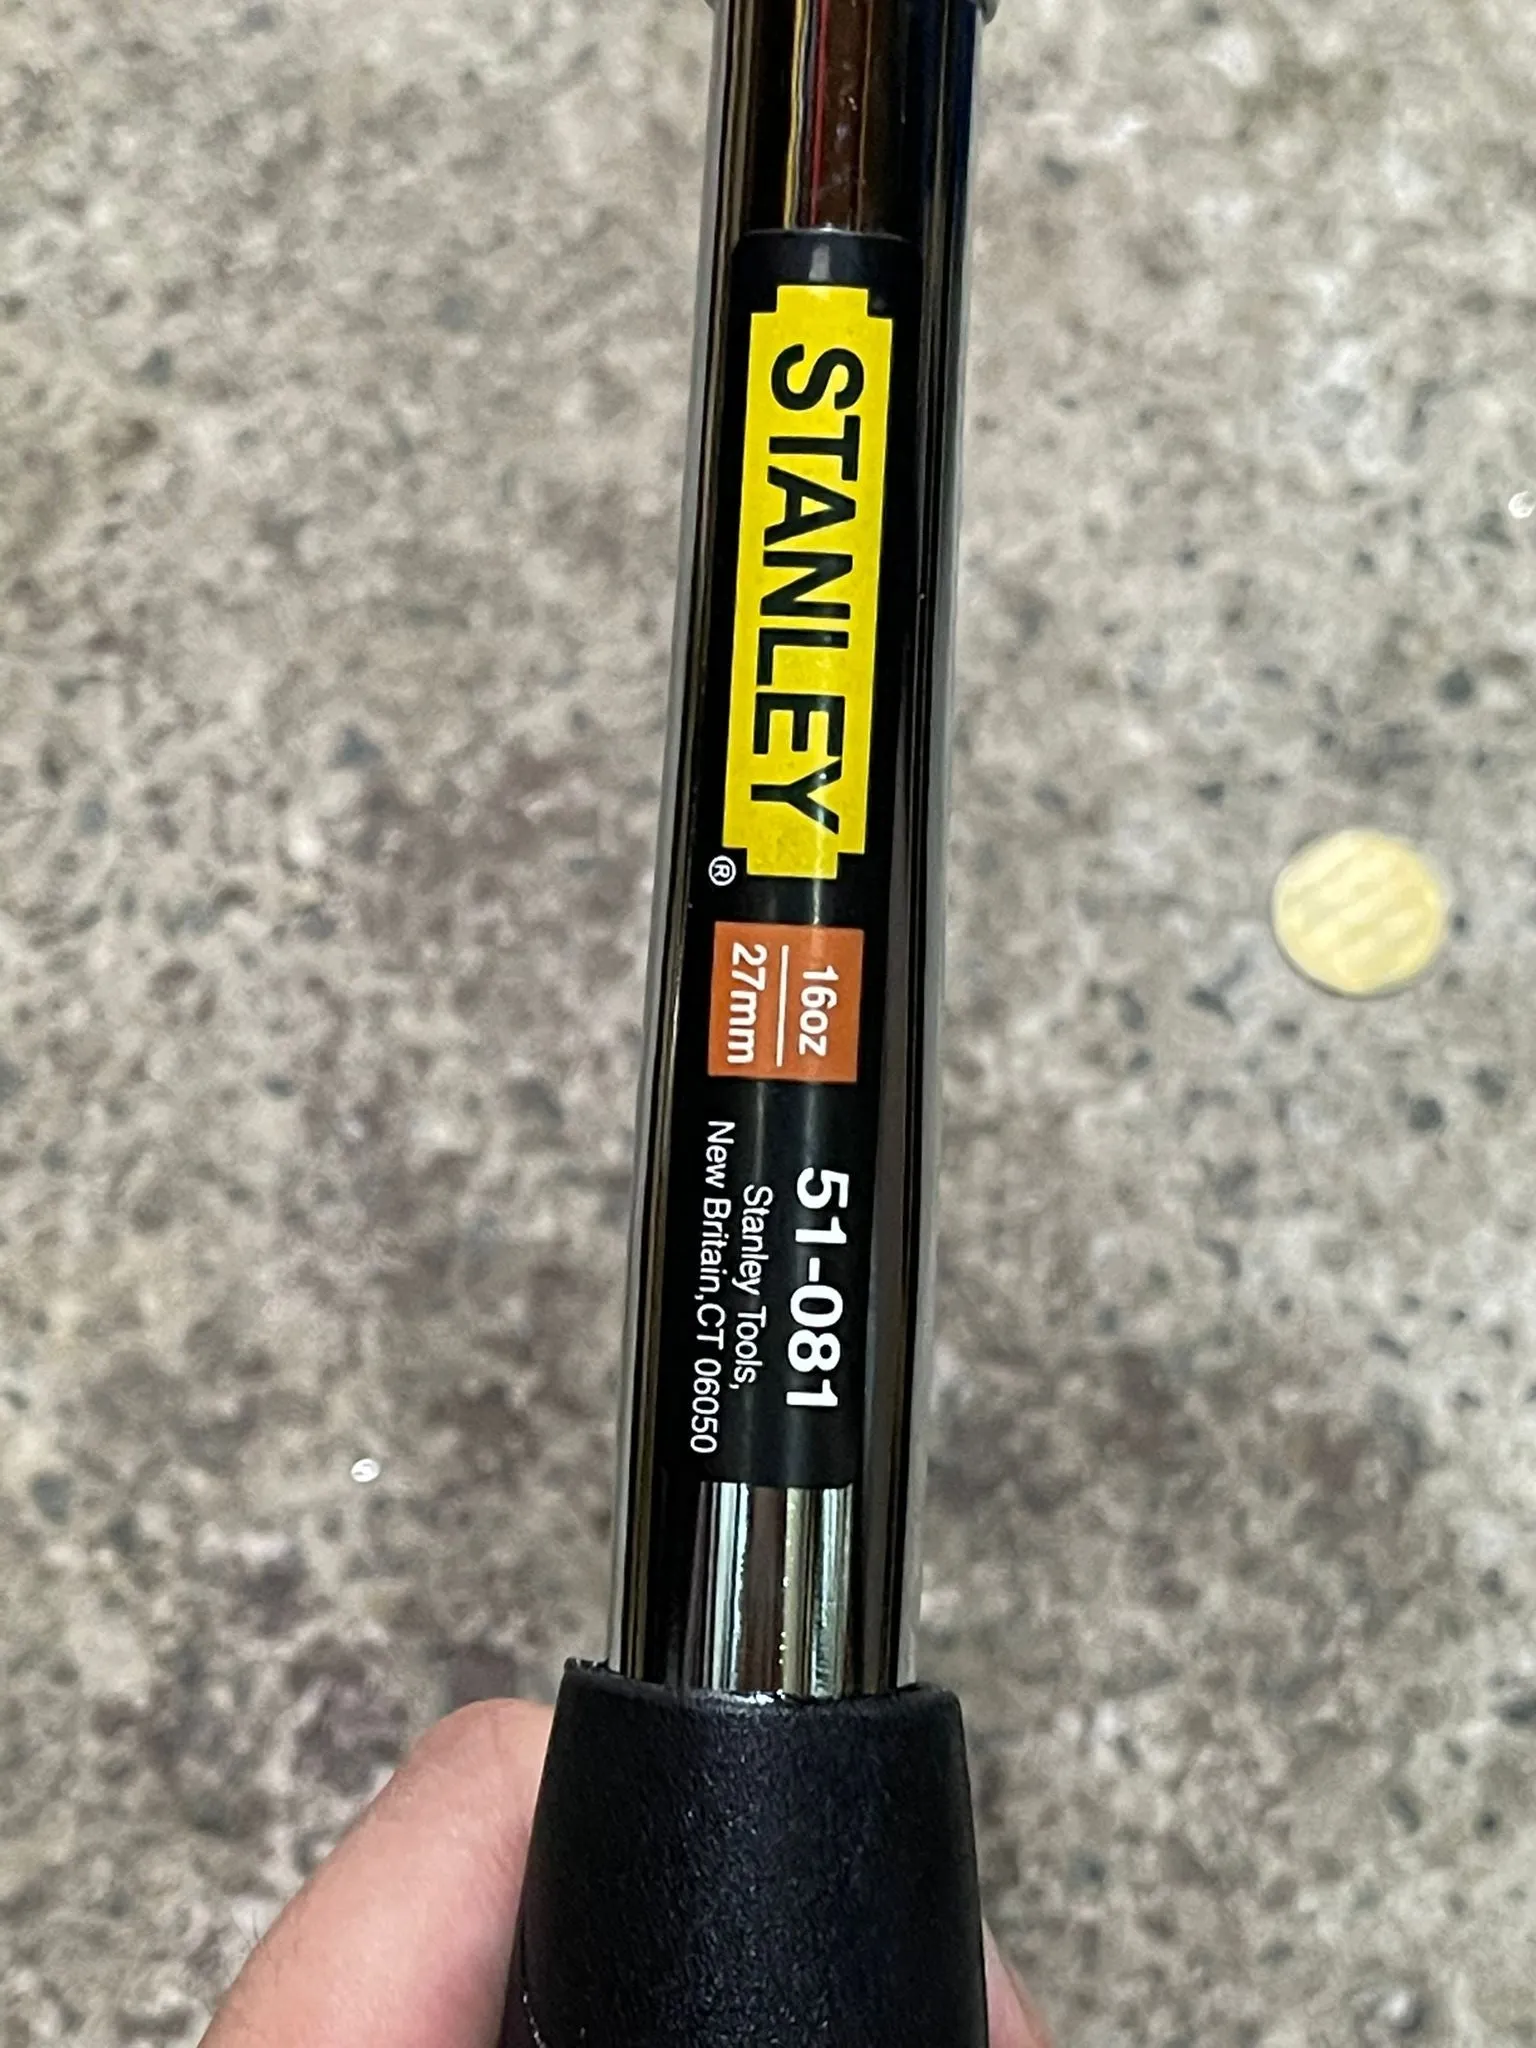 STANLEY®
16oz
27mm
51-081
Stanley Tools,
New Britain,CT 06050